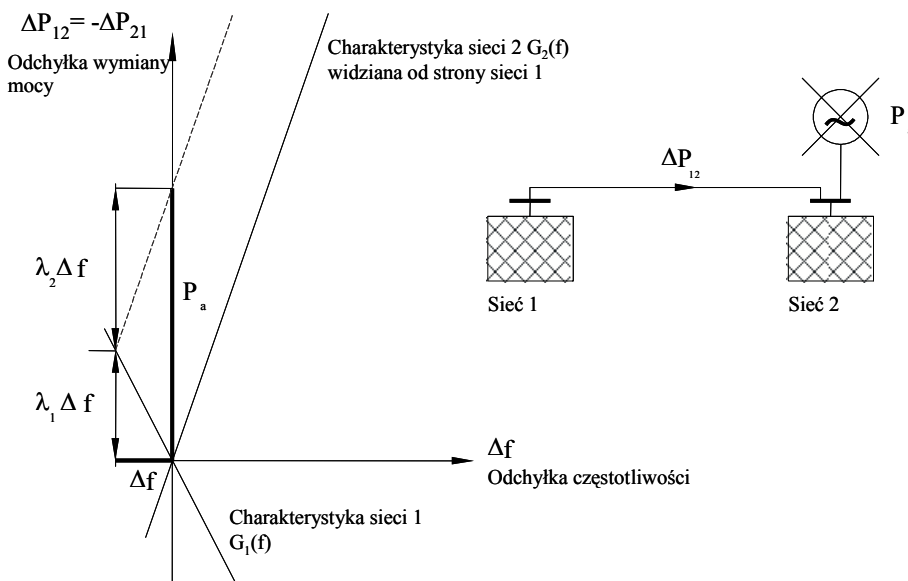 ΔP₁₂= -ΔP₂₁
Odchyłka wymiany
mocy
Charakterystyka sieci 2 G₂(f)
widziana od strony sieci 1
P
ΔP₁₂
λ₂Δf
Pₐ
Sieć 1
Sieć 2
λ₁Δf
Δf
Δf
Odchyłka częstotliwości
Charakterystyka sieci 1
G₁(f)